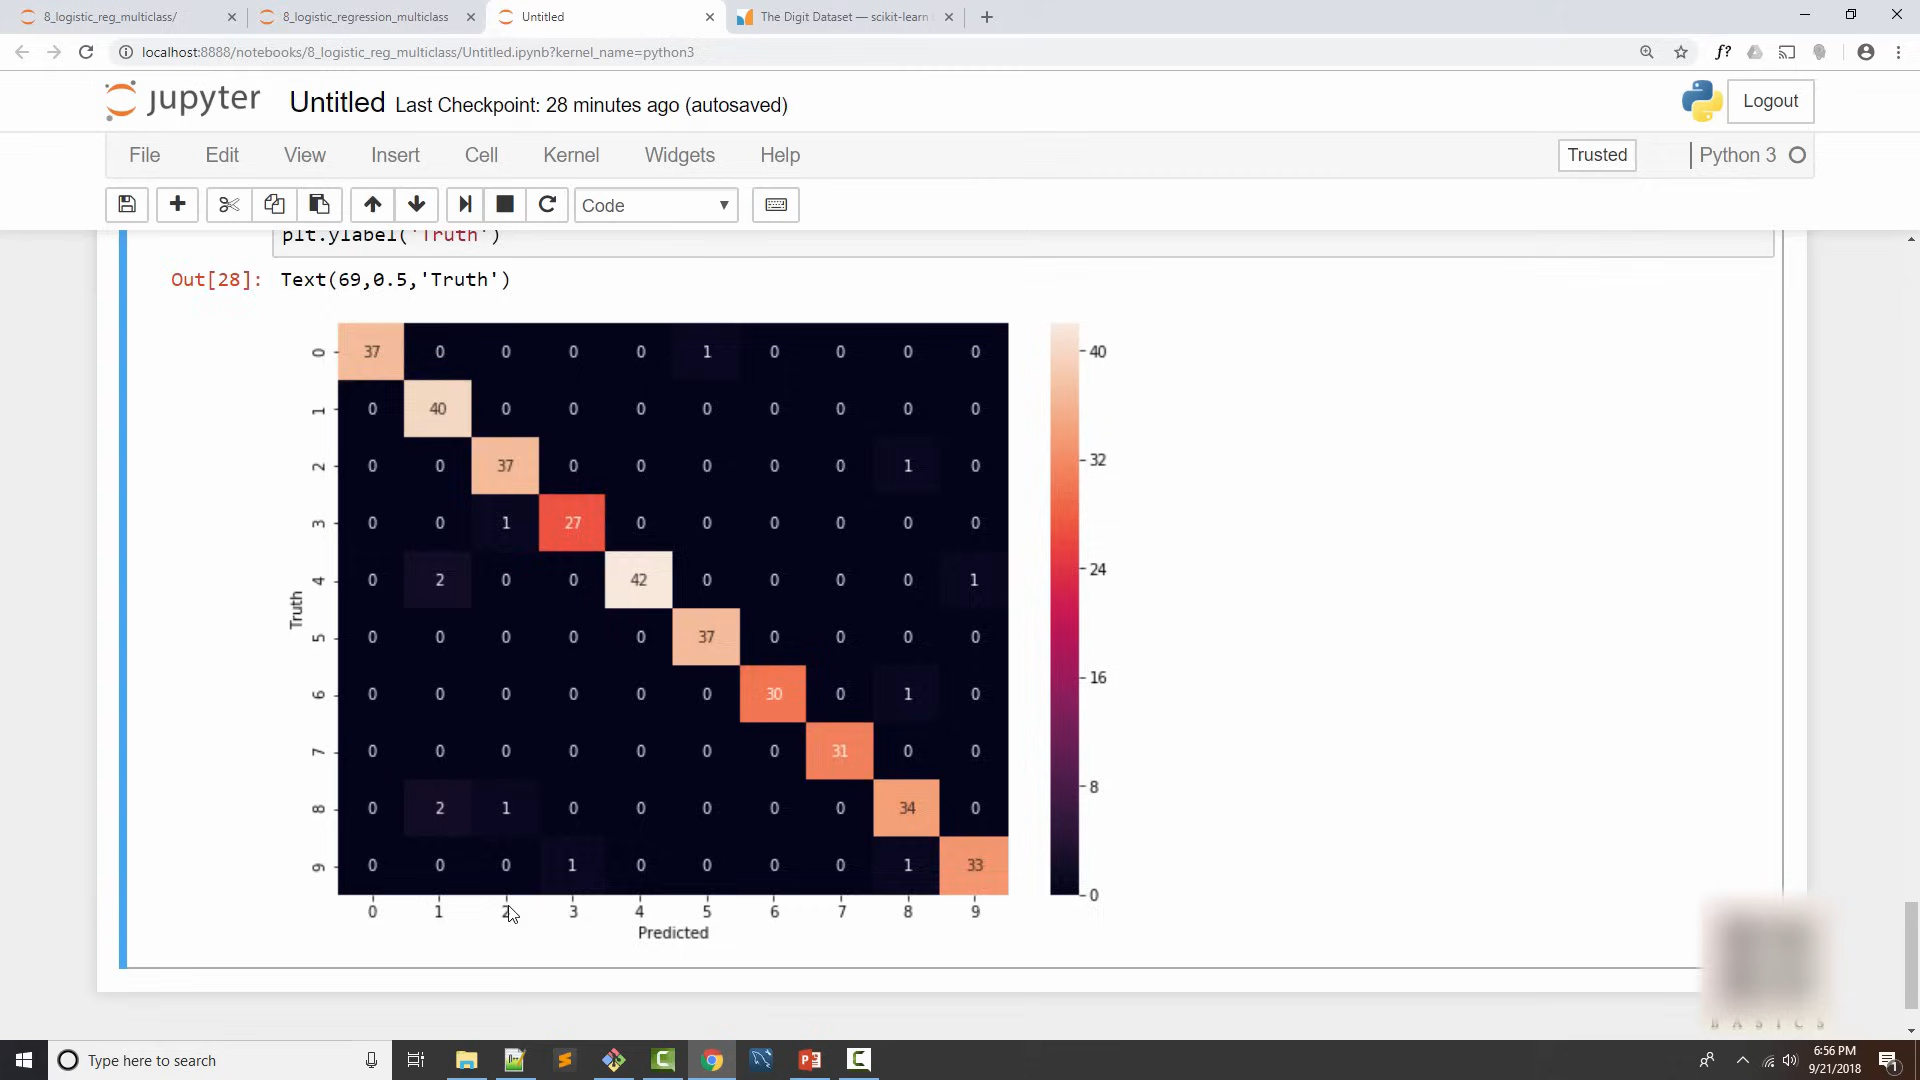 8_logistic_reg_multiclass/
8_logistic_regression_multiclass
Untitled
The Digit Dataset — scikit-learn
localhost:8888/notebooks/8_logistic_reg_multiclass/Untitled.ipynb?kernel_name=python3
f?
jupyter Untitled Last Checkpoint: 28 minutes ago (autosaved)
Logout
File Edit View Insert Cell Kernel Widgets Help
Trusted
Python 3
Code
plt.ylabel('Truth')
Out[28]: Text(69,0.5,'Truth')
0 37 0 0 0 0 1 0 0 0 0
1 0 40 0 0 0 0 0 0 0 0
2 0 0 37 0 0 0 0 0 1 0
3 0 0 1 27 0 0 0 0 0 0
4 0 2 0 0 42 0 0 0 0 1
5 0 0 0 0 0 37 0 0 0 0
6 0 0 0 0 0 0 30 0 1 0
7 0 0 0 0 0 0 0 31 0 0
8 0 2 1 0 0 0 0 0 34 0
9 0 0 0 1 0 0 0 0 1 33
0 1 2 3 4 5 6 7 8 9
Truth
Predicted
40
32
24
16
8
0
BASICS
Type here to search
6:56 PM
9/21/2018
1